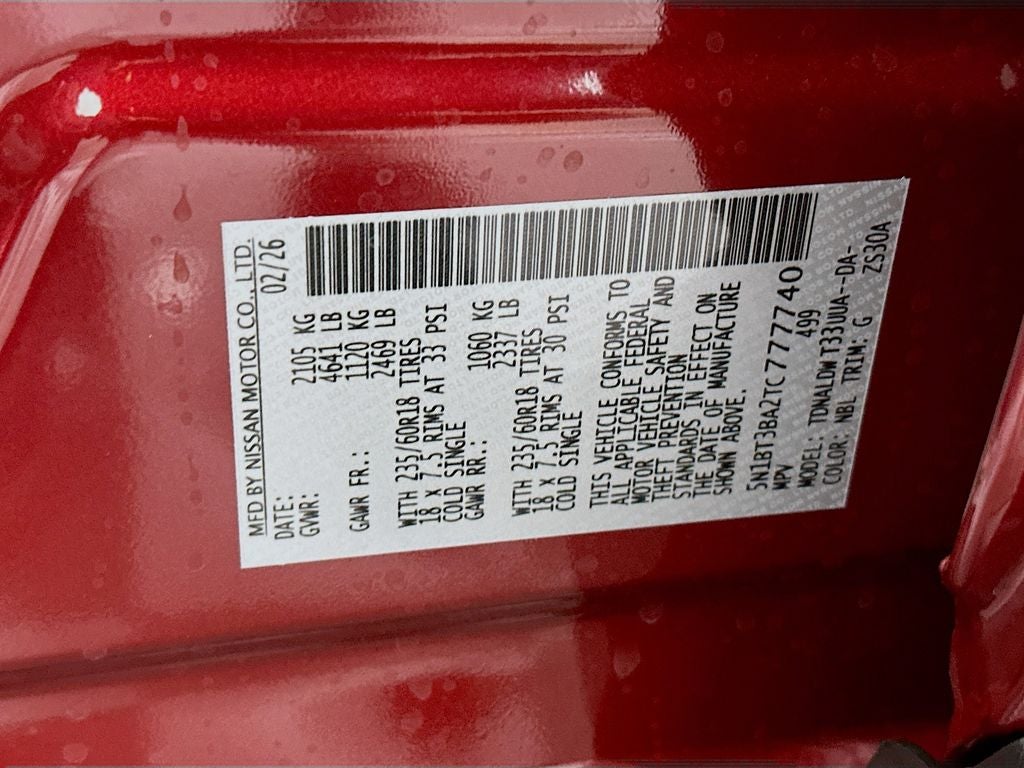 MFD BY NISSAN MOTOR CO., LTD.
DATE: 02/26
GVWR: 2105 KG
4641 LB
GAWR FR.: 1120 KG
2469 LB
WITH 235/60R18 TIRES
18 X 7.5 RIMS AT 33 PSI
COLD SINGLE
GAWR RR.: 1060 KG
2337 LB
WITH 235/60R18 TIRES
18 X 7.5 RIMS AT 30 PSI
COLD SINGLE
THIS VEHICLE CONFORMS TO
ALL APPLICABLE FEDERAL
MOTOR VEHICLE SAFETY AND
THEFT PREVENTION
STANDARDS IN EFFECT ON
THE DATE OF MANUFACTURE
SHOWN ABOVE.
5N1BT3BA2TC777740
MPV 499
MODEL: TDNALDWT33UUA--DA-
COLOR: NBL TRIM: G ZS30A